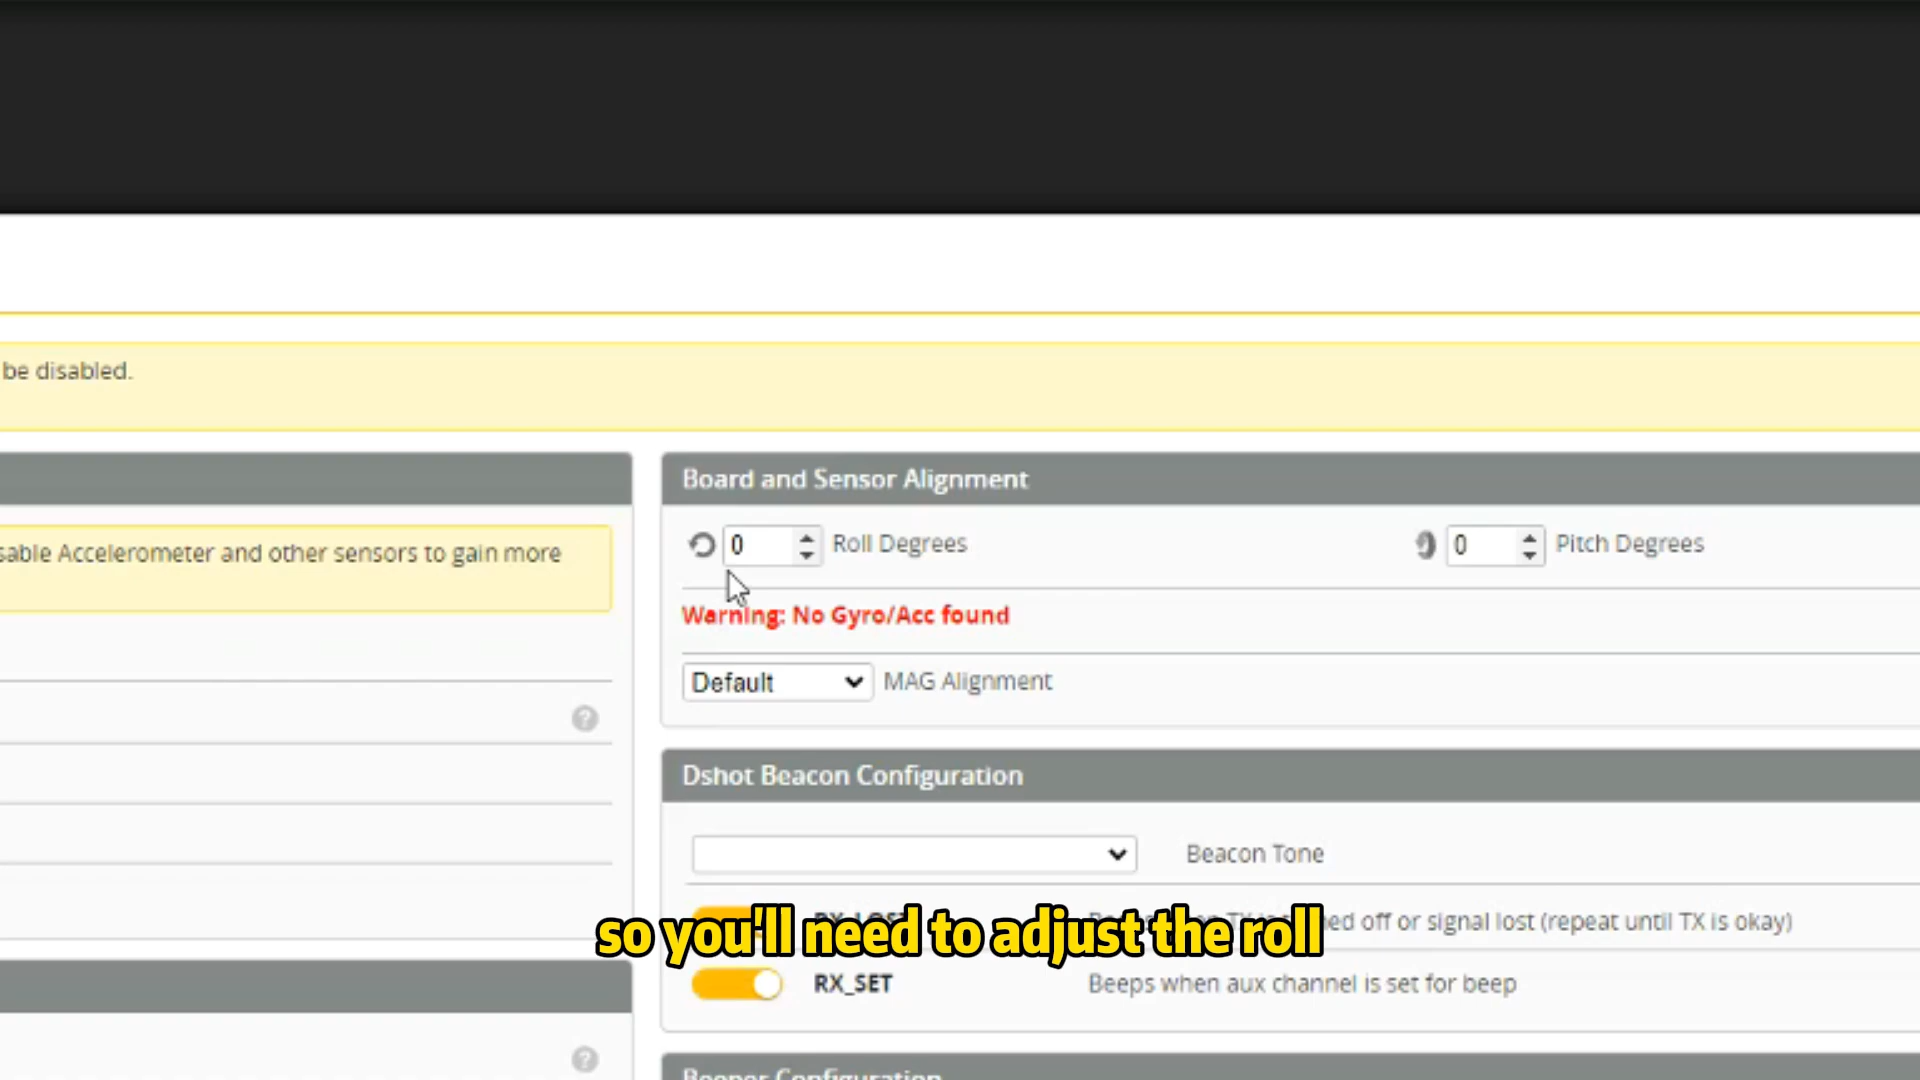 be disabled.
sable Accelerometer and other sensors to gain more
?
?
Board and Sensor Alignment
0 Roll Degrees
0 Pitch Degrees
Warning: No Gyro/Acc found
Default MAG Alignment
Dshot Beacon Configuration
Beacon Tone
off or signal lost (repeat until TX is okay)
so you'll need to adjust the roll
RX_SET Beeps when aux channel is set for beep
Beeper Configuration